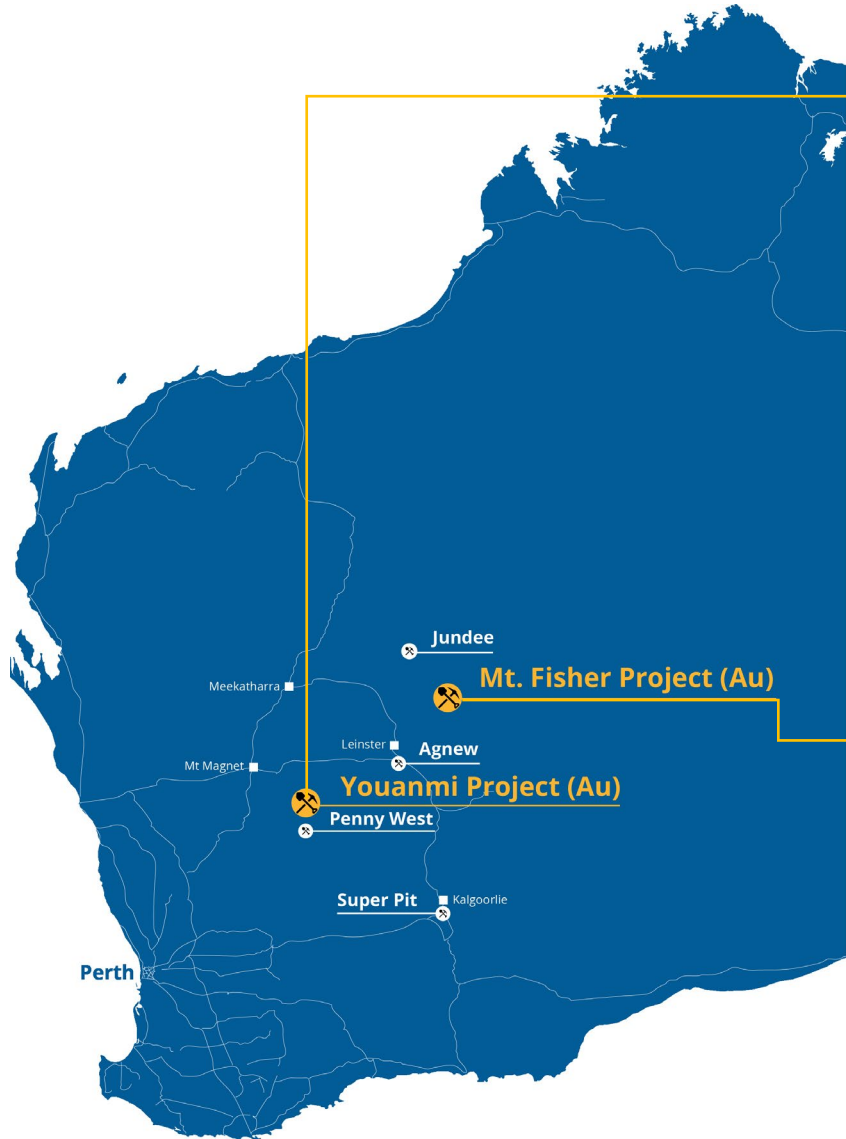 Jundee
Mt. Fisher Project (Au)
Meekatharra
Leinster
Agnew
Mt Magnet
Youanmi Project (Au)
Penny West
Super Pit
Kalgoorlie
Perth